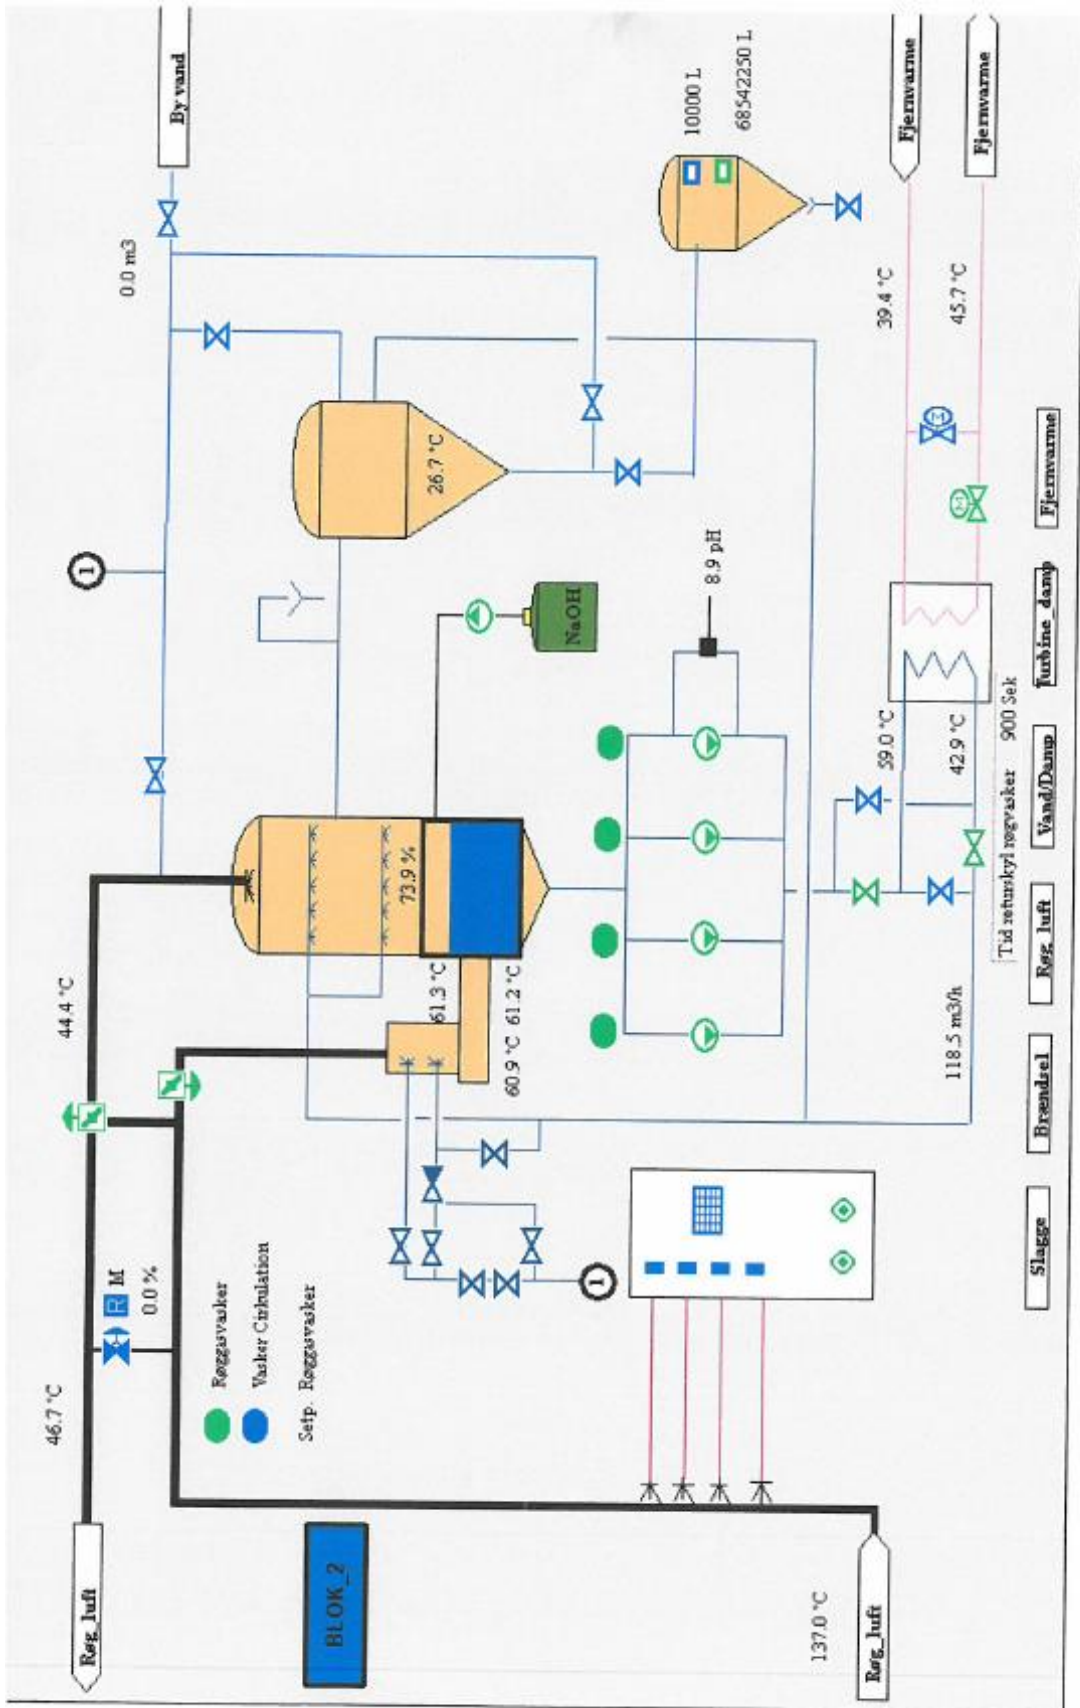 Røg_luft
46.7 °C
44.4 °C
1
By vand
R M
0.0 %
0.0 m3
Røggasvasker
Vasker Cirkulation
Setp. Røggasvasker
BLOK_2
73.9 %
26.7 °C
61.3 °C
60.9 °C 61.2 °C
NaOH
10000 L
68542250 L
8.9 pH
1
137.0 °C
Røg_luft
59.0 °C
39.4 °C
Fjernvarme
M
118.5 m3/h
42.9 °C
M
45.7 °C
Fjernvarme
Tid returskyl røgvasker 900 Sek
Slagge
Brændsel
Røg_luft
Vand/Damp
Turbine_damp
Fjernvarme